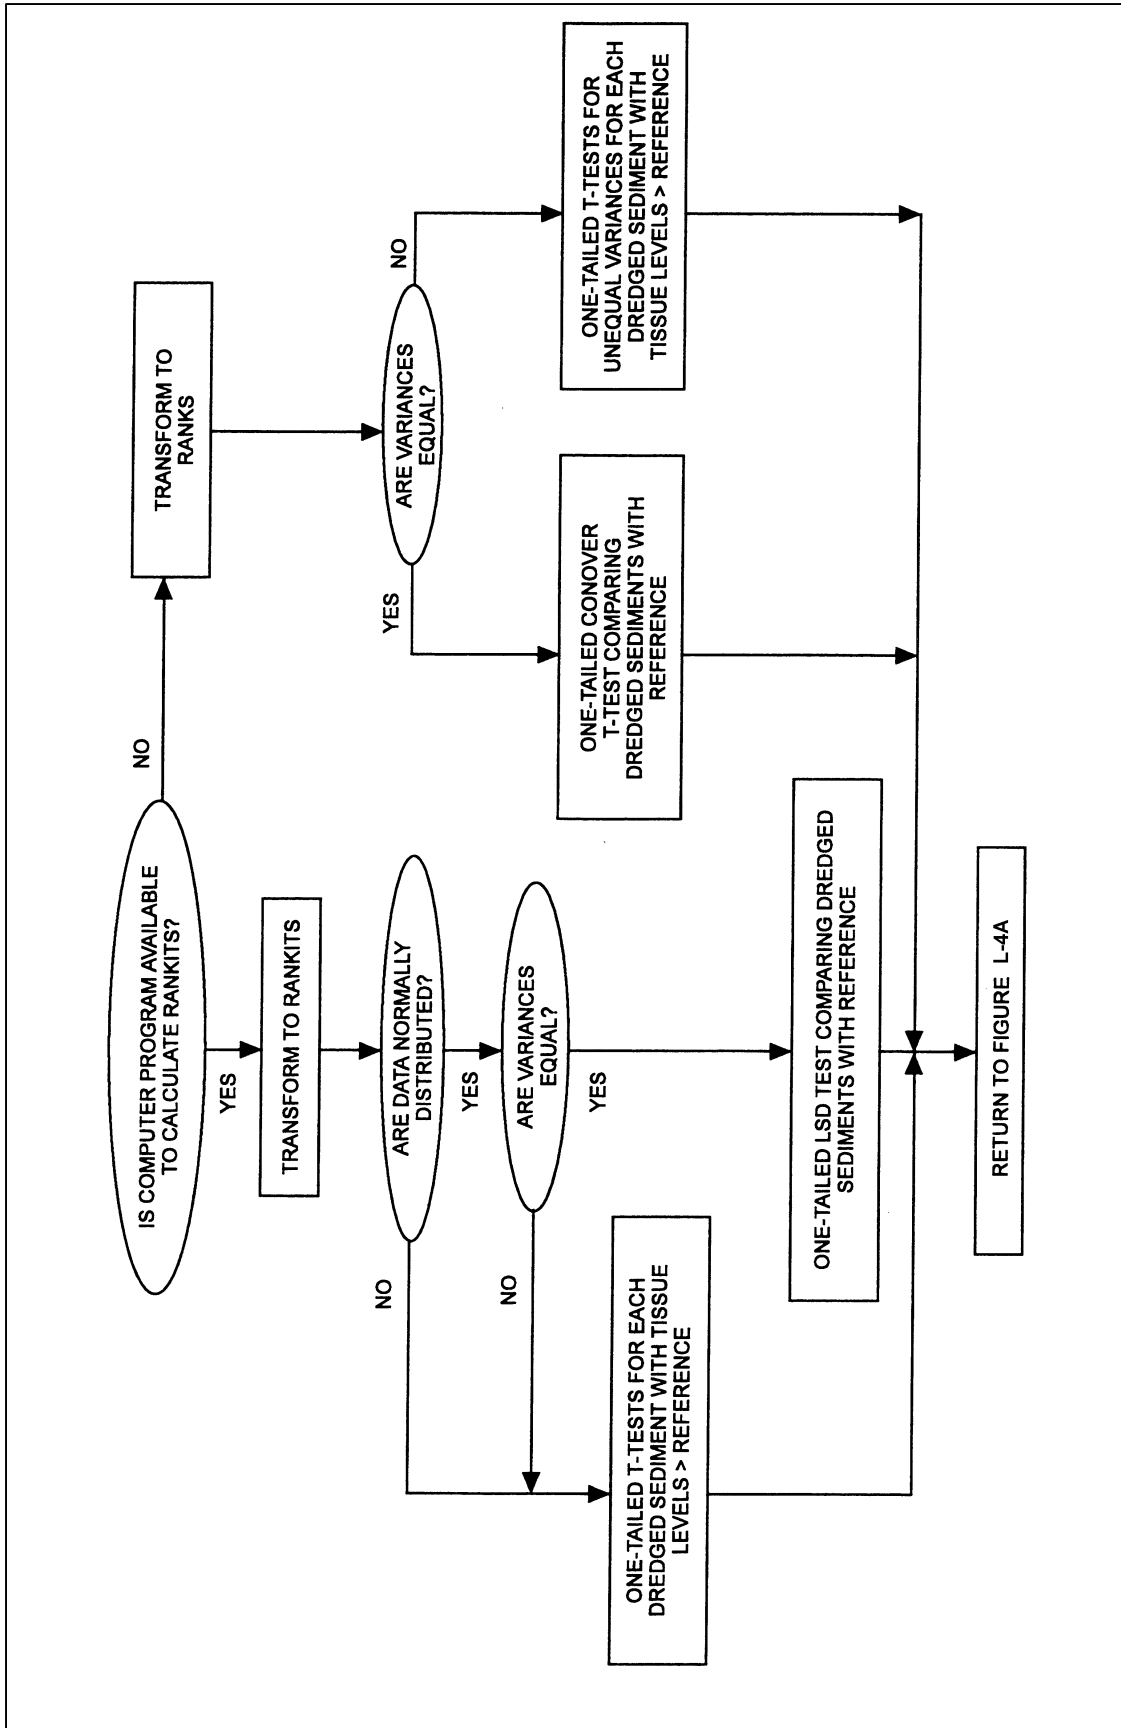 IS COMPUTER PROGRAM AVAILABLE
TO CALCULATE RANKITS?
NO
TRANSFORM TO
RANKS
YES
TRANSFORM TO RANKITS
ARE DATA NORMALLY
DISTRIBUTED?
NO
YES
ARE VARIANCES
EQUAL?
NO
YES
ARE VARIANCES
EQUAL?
YES
NO
ONE-TAILED T-TESTS FOR EACH
DREDGED SEDIMENT WITH TISSUE
LEVELS > REFERENCE
ONE-TAILED CONOVER
T-TEST COMPARING
DREDGED SEDIMENTS WITH
REFERENCE
ONE-TAILED T-TESTS FOR
UNEQUAL VARIANCES FOR EACH
DREDGED SEDIMENT WITH
TISSUE LEVELS > REFERENCE
ONE-TAILED LSD TEST COMPARING DREDGED
SEDIMENTS WITH REFERENCE
RETURN TO FIGURE L-4A